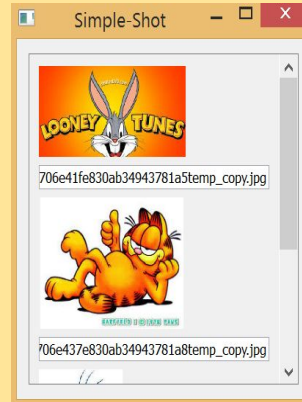 Simple-Shot
LOONEY TUNES
706e41fe830ab34943781a5temp_copy.jpg
706e437e830ab34943781a8temp_copy.jpg